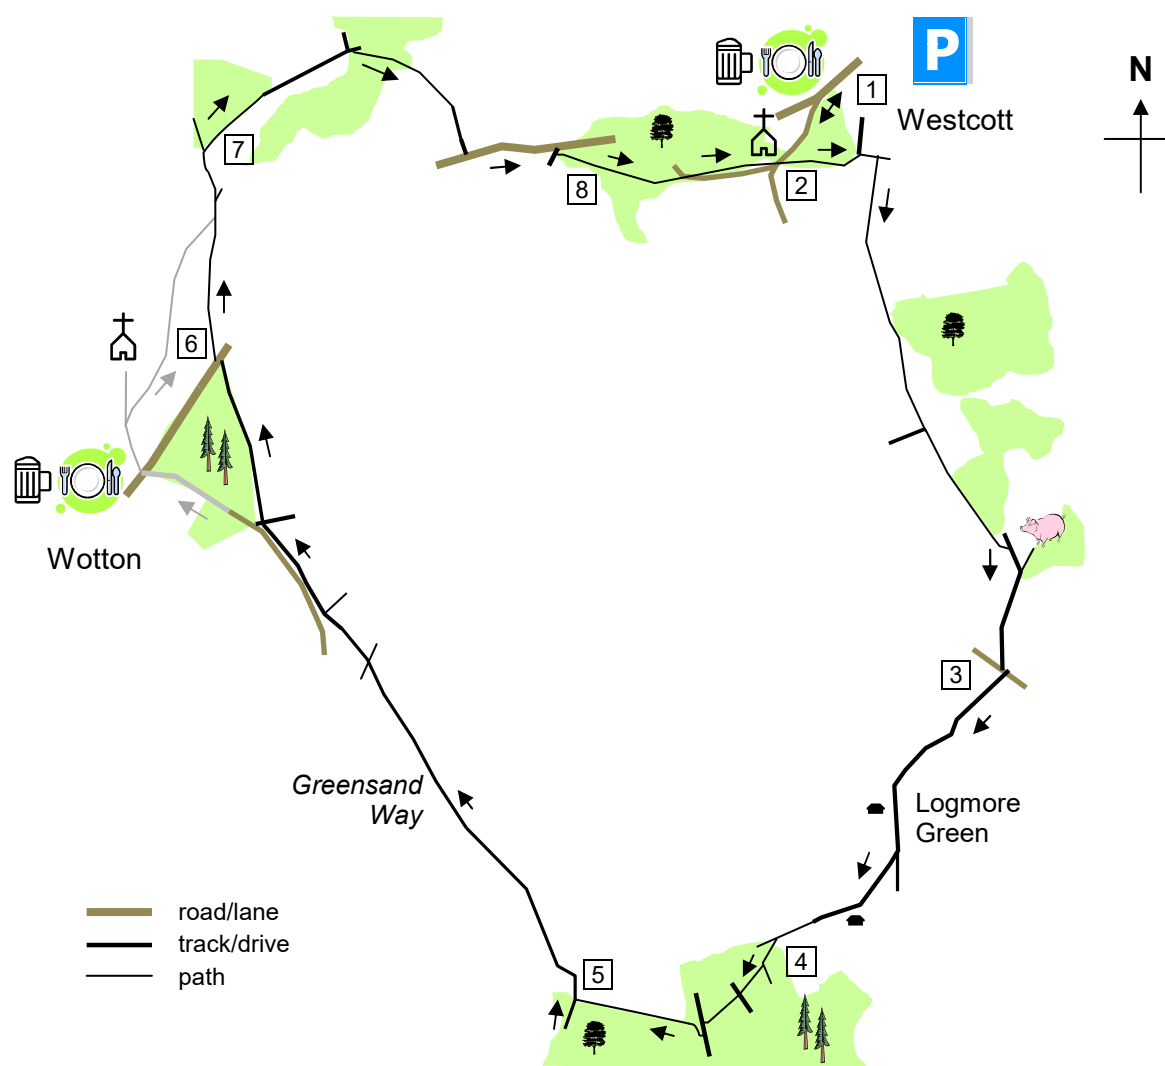 P
N
1
Westcott
7
8
2
6
Wotton
3
Greensand
Way
Logmore
Green
road/lane
track/drive
path
4
5